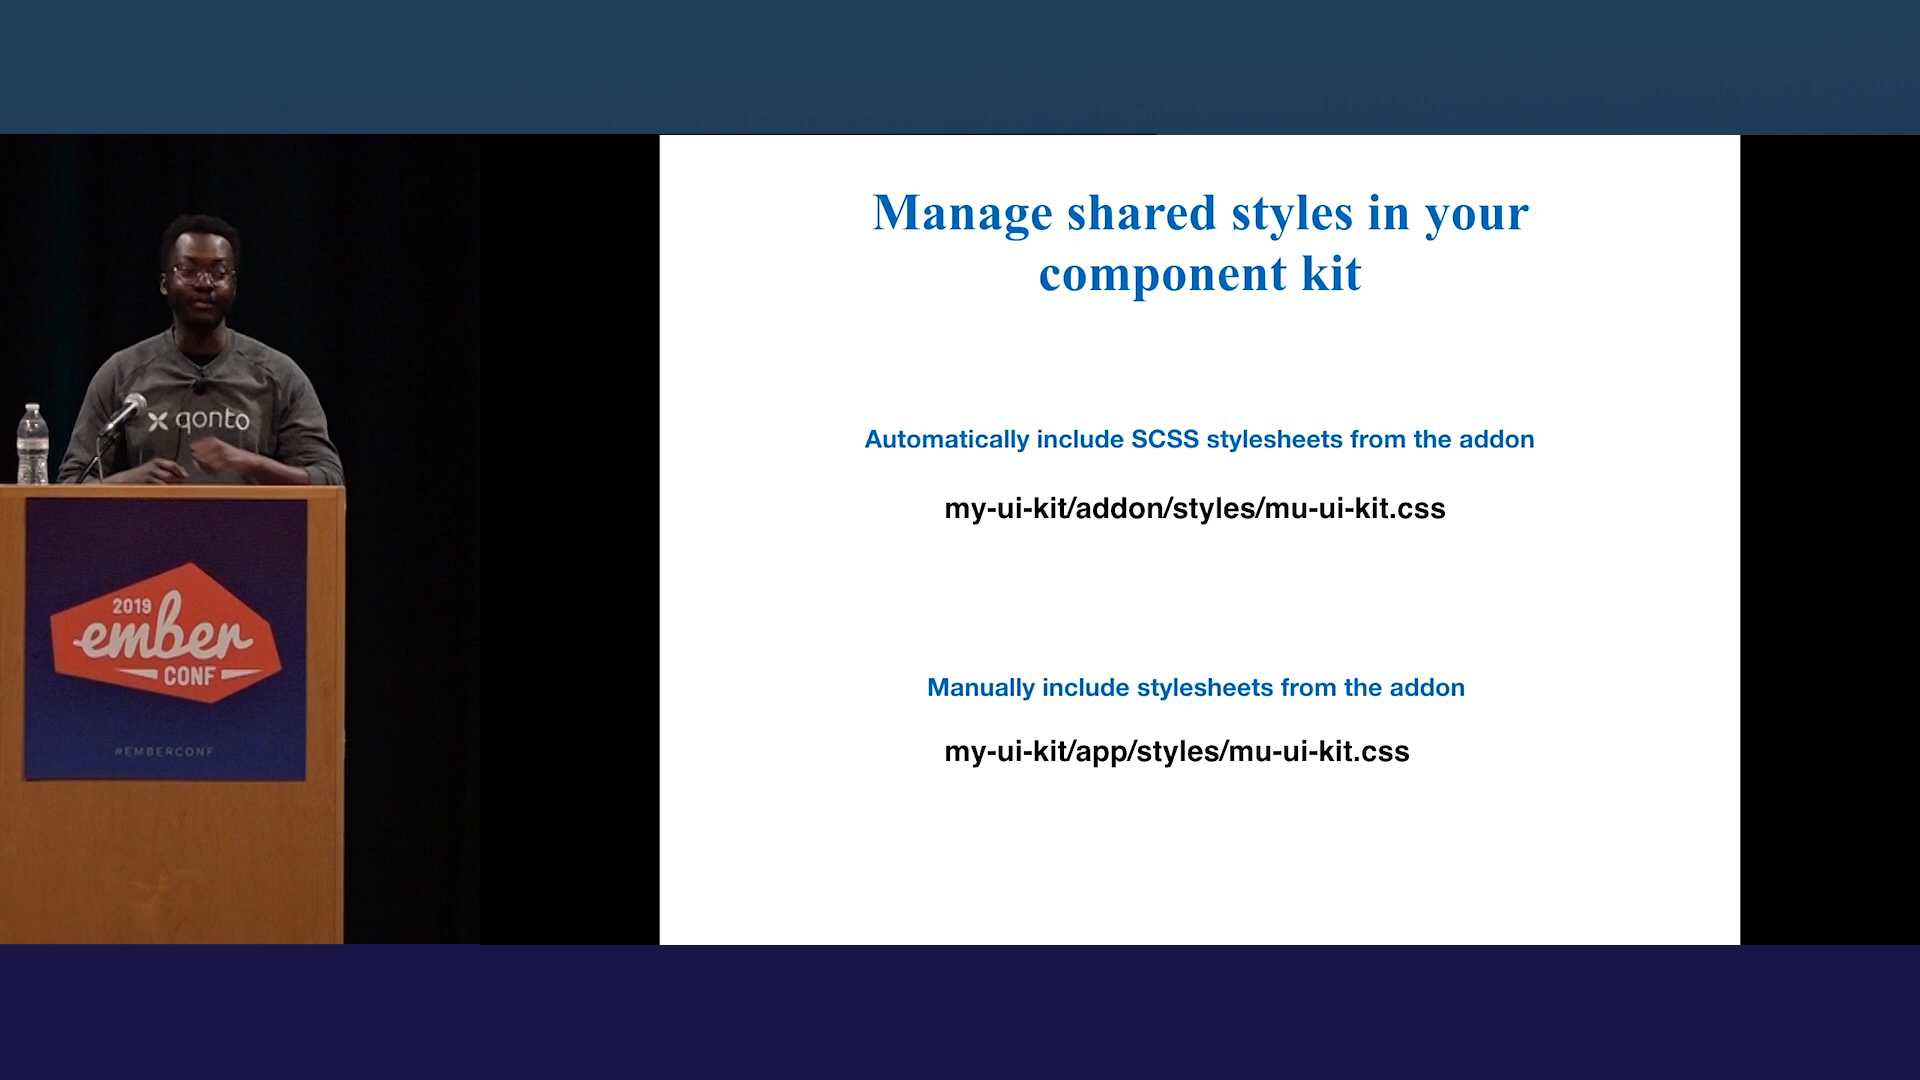 Manage shared styles in your
component kit
Automatically include SCSS stylesheets from the addon
my-ui-kit/addon/styles/mu-ui-kit.css
Manually include stylesheets from the addon
my-ui-kit/app/styles/mu-ui-kit.css
qonto
2019
ember
CONF
#EMBERCONF